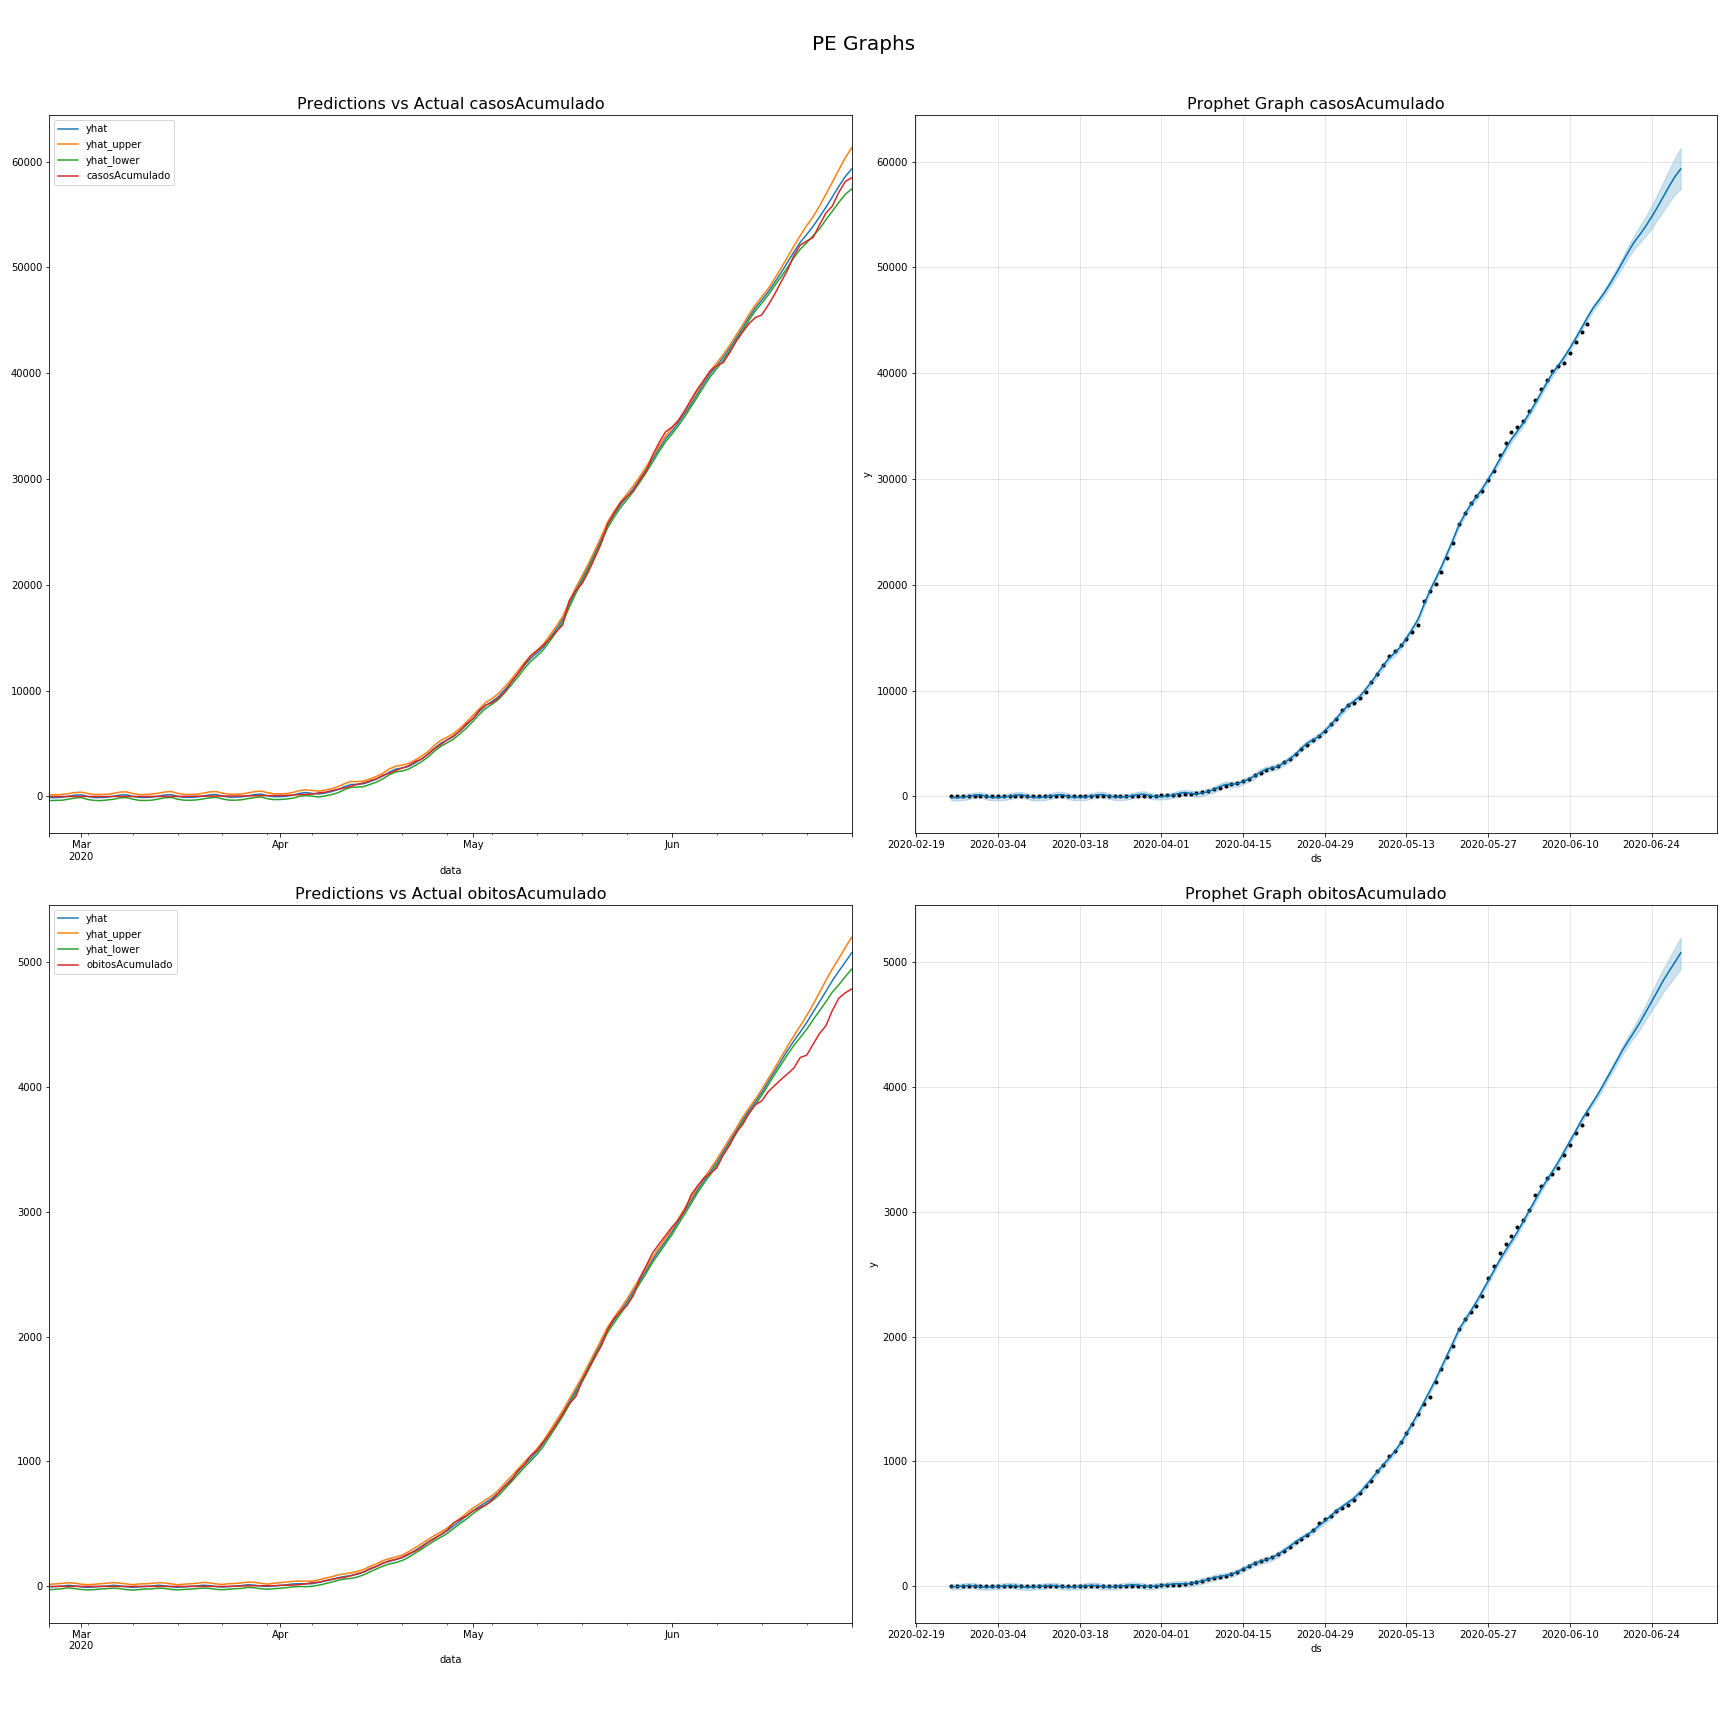 PE Graphs
Predictions vs Actual casosAcumulado
yhat
yhat_upper
yhat_lower
casosAcumulado
60000
50000
40000
30000
20000
10000
0
Mar
2020
Apr
May
Jun
data
Prophet Graph casosAcumulado
y
60000
50000
40000
30000
20000
10000
0
2020-02-19 2020-03-04 2020-03-18 2020-04-01 2020-04-15 2020-04-29 2020-05-13 2020-05-27 2020-06-10 2020-06-24
ds
Predictions vs Actual obitosAcumulado
yhat
yhat_upper
yhat_lower
obitosAcumulado
5000
4000
3000
2000
1000
0
Mar
2020
Apr
May
Jun
data
Prophet Graph obitosAcumulado
y
5000
4000
3000
2000
1000
0
2020-02-19 2020-03-04 2020-03-18 2020-04-01 2020-04-15 2020-04-29 2020-05-13 2020-05-27 2020-06-10 2020-06-24
ds